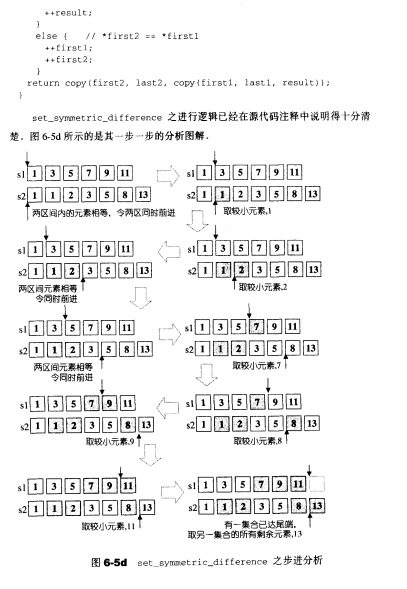 ++result;
}
else {    // *first2 == *first1
++first1;
++first2;
}
return copy(first2, last2, copy(first1, last1, result));
}
set_symmetric_difference 之进行逻辑已经在源代码注释中说明得十分清
楚。图 6-5d 所示的是其一步一步的分析图解。
s1 1 3 5 7 9 11
s2 1 1 2 3 5 8 13
两区间内的元素相等，令两区同时前进
s1 1 3 5 7 9 11
s2 1 1 2 3 5 8 13
取较小元素,1
s1 1 3 5 7 9 11
s2 1 1 2 3 5 8 13
两区间元素相等
令同时前进
s1 1 3 5 7 9 11
s2 1 1 2 3 5 8 13
取较小元素,2
s1 1 3 5 7 9 11
s2 1 1 2 3 5 8 13
两区间元素相等
令同时前进
s1 1 3 5 7 9 11
s2 1 1 2 3 5 8 13
取较小元素,7
s1 1 3 5 7 9 11
s2 1 1 2 3 5 8 13
取较小元素,9
s1 1 3 5 7 9 11
s2 1 1 2 3 5 8 13
取较小元素,8
s1 1 3 5 7 9 11
s2 1 1 2 3 5 8 13
取较小元素,11
s1 1 3 5 7 9 11
s2 1 1 2 3 5 8 13
有一集合已达尾端,
取另一集合的所有剩余元素,13
图 6-5d set_symmetric_difference 之步进分析